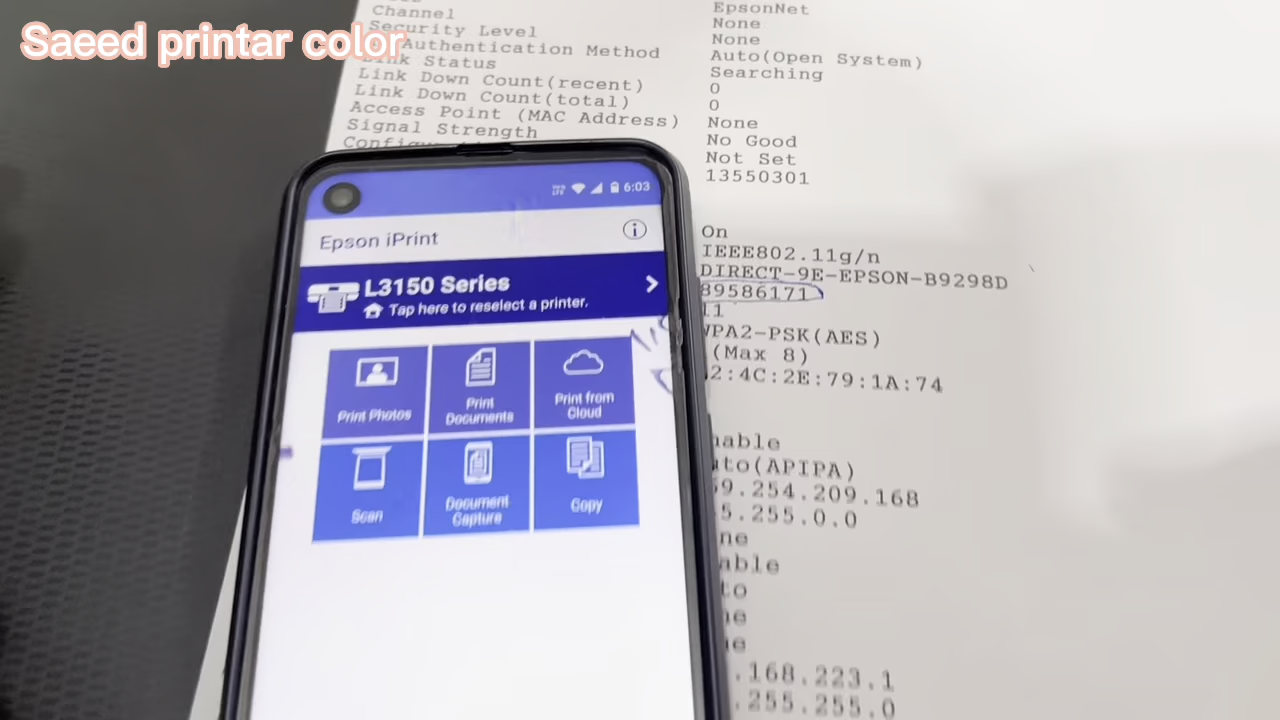 Saeed printar color
EpsonNet
Channel None
Security Level None
Authentication Method Auto(Open System)
Link Status Searching
Link Down Count(recent) 0
Link Down Count(total) 0
Access Point (MAC Address) None
Signal Strength No Good
Not Set
13550301
On
IEEE802.11g/n
DIRECT-9E-EPSON-B9298D
89586171
11
WPA2-PSK(AES)
(Max 8)
2:4C:2E:79:1A:74
nable
uto(APIPA)
59.254.209.168
5.255.0.0
ne
able
to
ne
ne
.168.223.1
.255.255.0
6:03
Epson iPrint
L3150 Series
Tap here to reselect a printer.
Print Photos
Print Documents
Print from Cloud
Scan
Document Capture
Copy